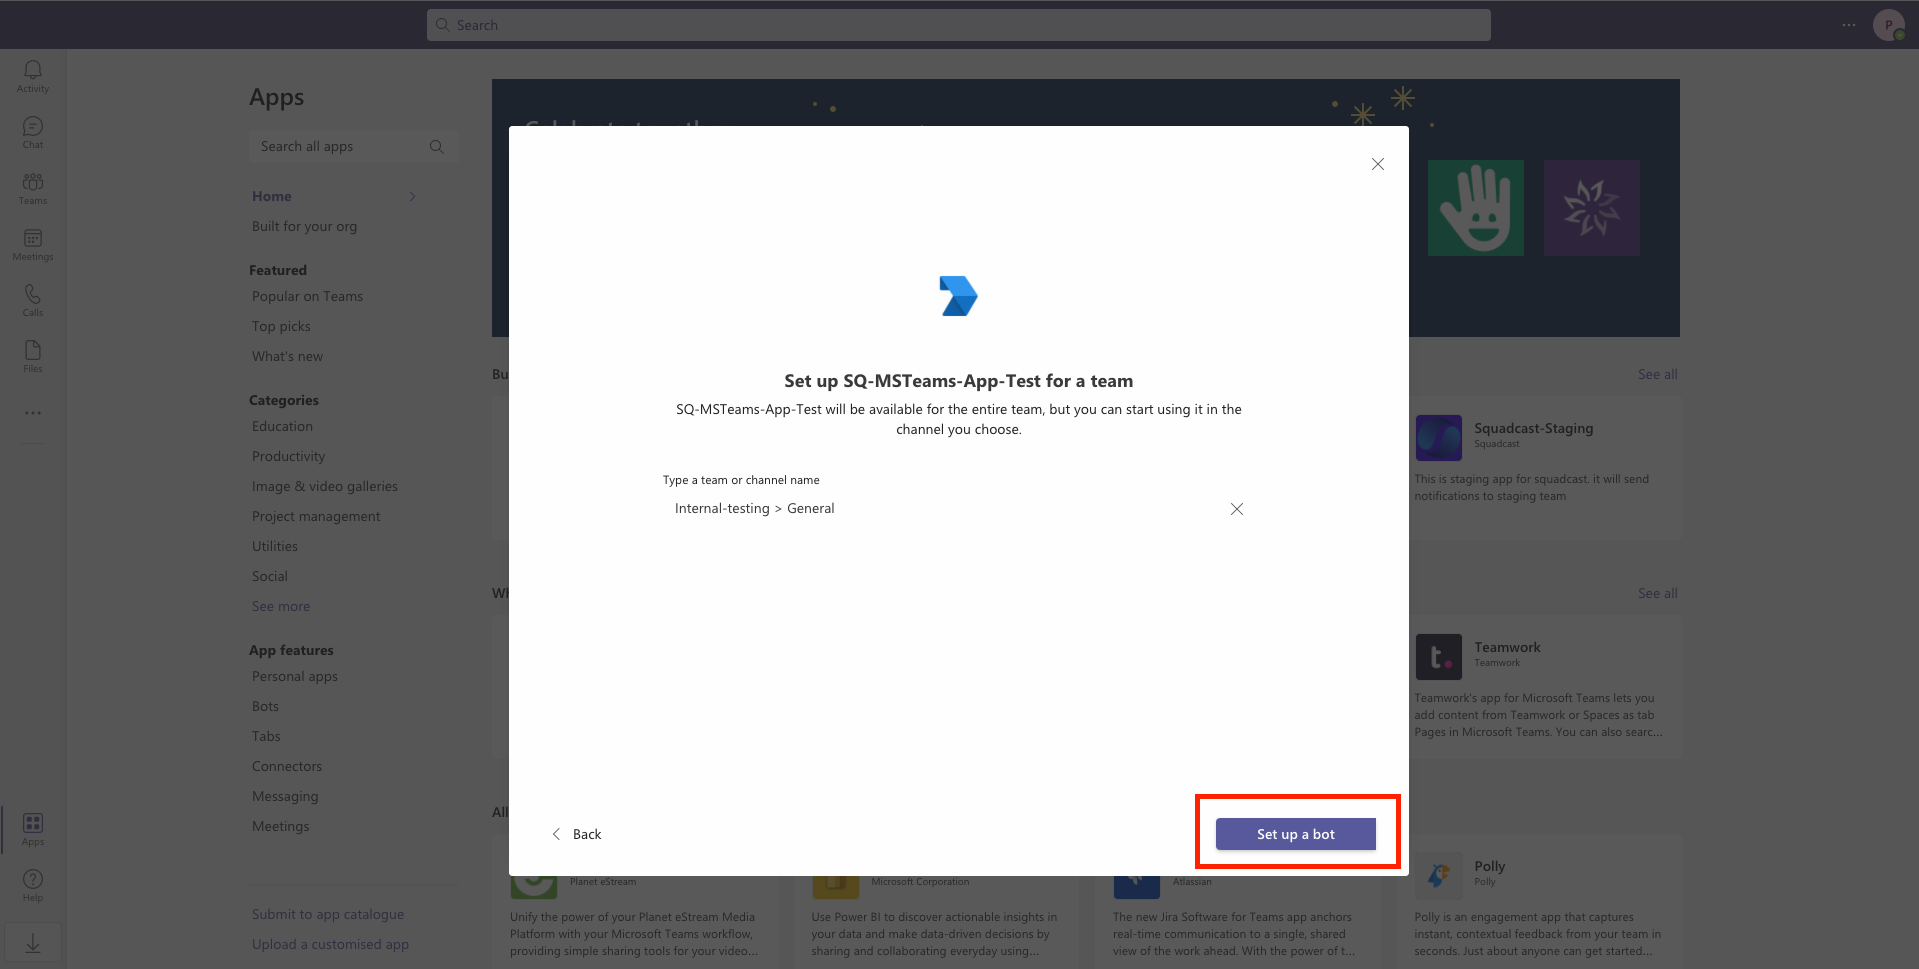 Search
P
Activity
Chat
Teams
Meetings
Calls
Files
Apps
Help
Apps
Search all apps
Home
Built for your org
Featured
Popular on Teams
Top picks
What's new
Categories
Education
Productivity
Image & video galleries
Project management
Utilities
Social
See more
App features
Personal apps
Bots
Tabs
Connectors
Messaging
Meetings
Submit to app catalogue
Upload a customised app
Set up SQ-MSTeams-App-Test for a team
SQ-MSTeams-App-Test will be available for the entire team, but you can start using it in the
channel you choose.
Type a team or channel name
Internal-testing > General
Back
Set up a bot
Bu
See all
Squadcast-Staging
Squadcast
This is staging app for squadcast. it will send
notifications to staging team
See all
Teamwork
Teamwork
Teamwork's app for Microsoft Teams lets you
add content from Teamwork or Spaces as tab
Pages in Microsoft Teams. You can also searc...
All
Planet eStream
Unify the power of your Planet eStream Media
Platform with your Microsoft Teams workflow,
providing simple sharing tools for your video...
Microsoft Corporation
Use Power BI to discover actionable insights in
your data and make data-driven decisions by
sharing and collaborating everyday using...
Atlassian
The new Jira Software for Teams app anchors
real-time communication to a single, shared
view of the work ahead. With the power of t...
Polly
Polly
Polly is an engagement app that captures
instant, contextual feedback from your team in
seconds. Just about anyone can get started...